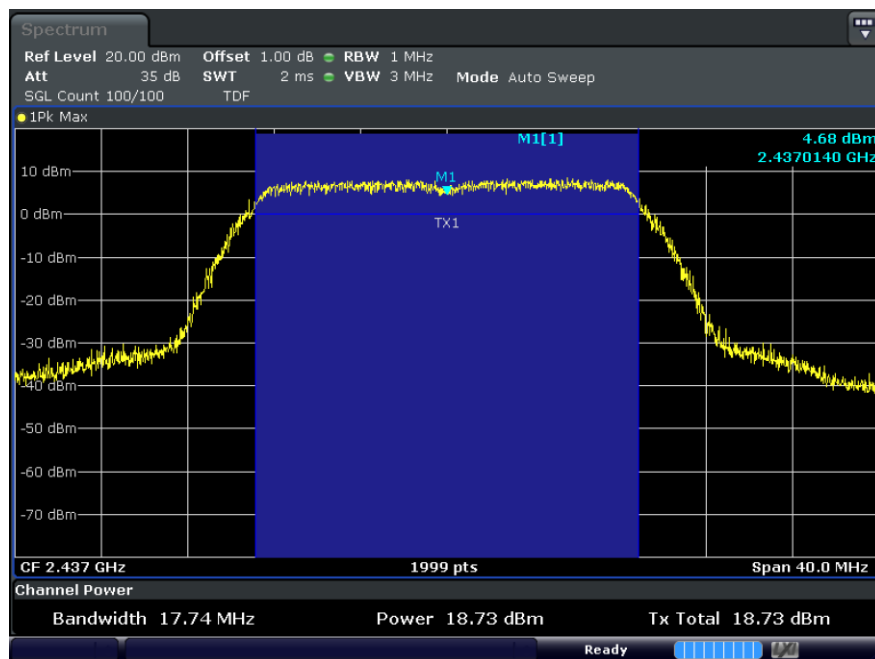 Spectrum
Ref Level 20.00 dBm Offset 1.00 dB RBW 1 MHz
Att 35 dB SWT 2 ms VBW 3 MHz Mode Auto Sweep
SGL Count 100/100 TDF
1Pk Max
M1[1] 4.68 dBm
2.4370140 GHz
10 dBm
M1
0 dBm
TX1
-10 dBm
-20 dBm
-30 dBm
-40 dBm
-50 dBm
-60 dBm
-70 dBm
CF 2.437 GHz 1999 pts Span 40.0 MHz
Channel Power
Bandwidth 17.74 MHz Power 18.73 dBm Tx Total 18.73 dBm
Ready